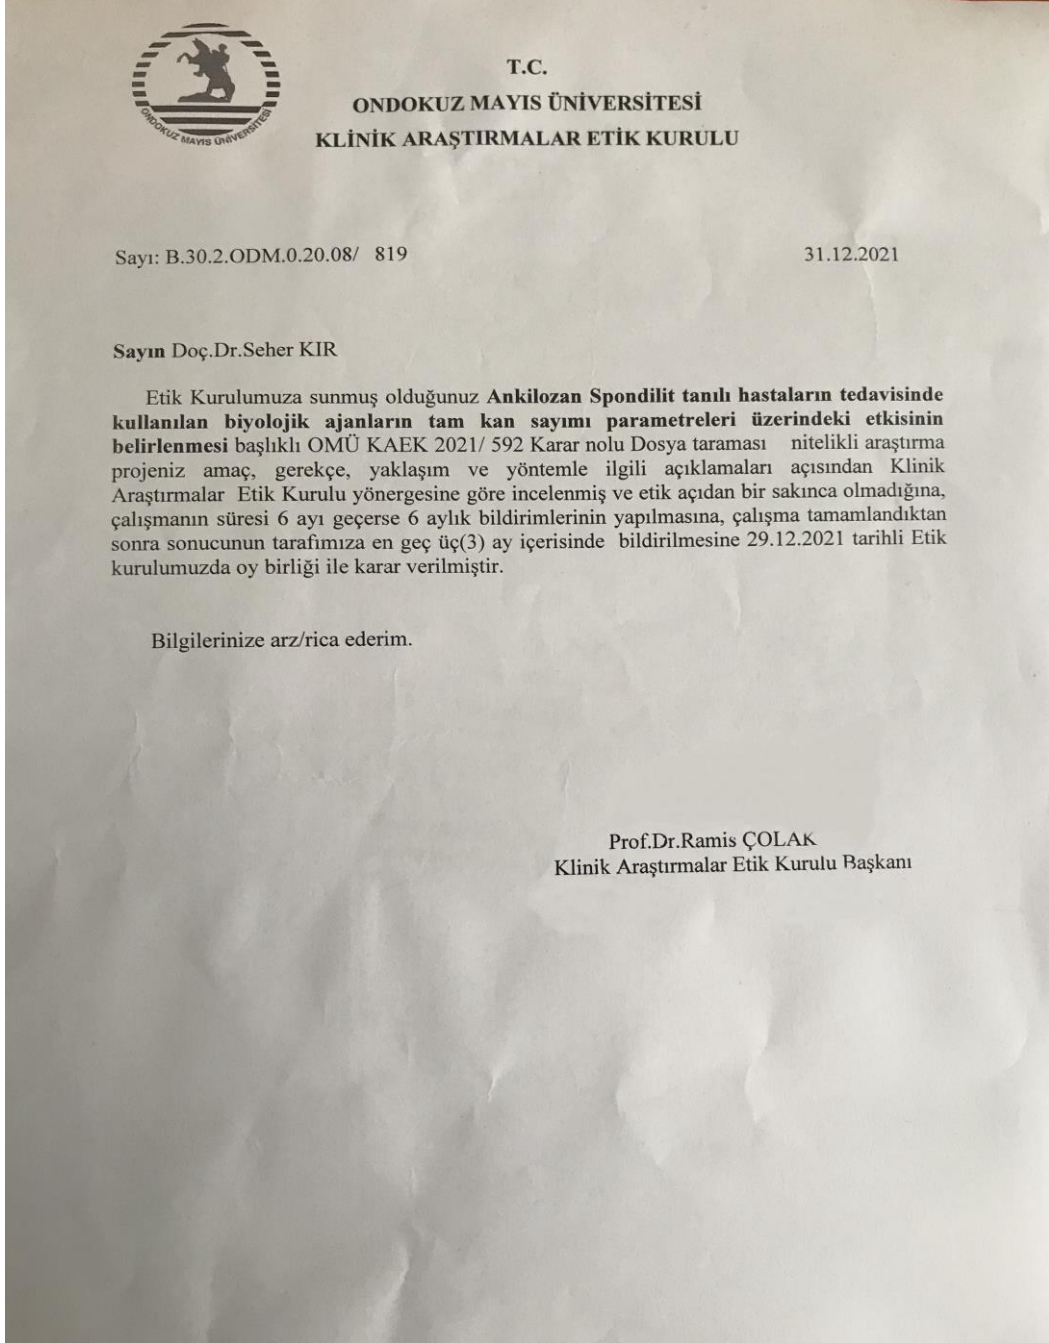 T.C.
ONDOKUZ MAYIS ÜNİVERSİTESİ
KLİNİK ARAŞTIRMALAR ETİK KURULU
ONDOKUZ MAYIS ÜNİVERSİTESİ
Sayı: B.30.2.ODM.0.20.08/ 819 31.12.2021
Sayın Doç.Dr.Seher KIR
Etik Kurulumuza sunmuş olduğunuz Ankilozan Spondilit tanılı hastaların tedavisinde
kullanılan biyolojik ajanların tam kan sayımı parametreleri üzerindeki etkisinin
belirlenmesi başlıklı OMÜ KAEK 2021/ 592 Karar nolu Dosya taraması nitelikli araştırma
projeniz amaç, gerekçe, yaklaşım ve yöntemle ilgili açıklamaları açısından Klinik
Araştırmalar Etik Kurulu yönergesine göre incelenmiş ve etik açıdan bir sakınca olmadığına,
çalışmanın süresi 6 ayı geçerse 6 aylık bildirimlerinin yapılmasına, çalışma tamamlandıktan
sonra sonucunun tarafımıza en geç üç(3) ay içerisinde bildirilmesine 29.12.2021 tarihli Etik
kurulumuzda oy birliği ile karar verilmiştir.
Bilgilerinize arz/rica ederim.
Prof.Dr.Ramis ÇOLAK
Klinik Araştırmalar Etik Kurulu Başkanı